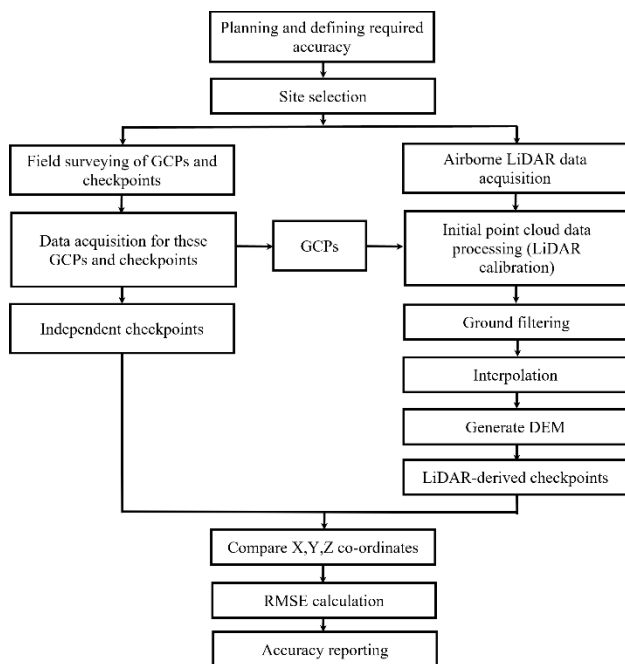 Planning and defining required
accuracy
Site selection
Field surveying of GCPs and
checkpoints
Airborne LiDAR data
acquisition
Data acquisition for these
GCPs and checkpoints
GCPs
Initial point cloud data
processing (LiDAR
calibration)
Independent checkpoints
Ground filtering
Interpolation
Generate DEM
LiDAR-derived checkpoints
Compare X,Y,Z co-ordinates
RMSE calculation
Accuracy reporting